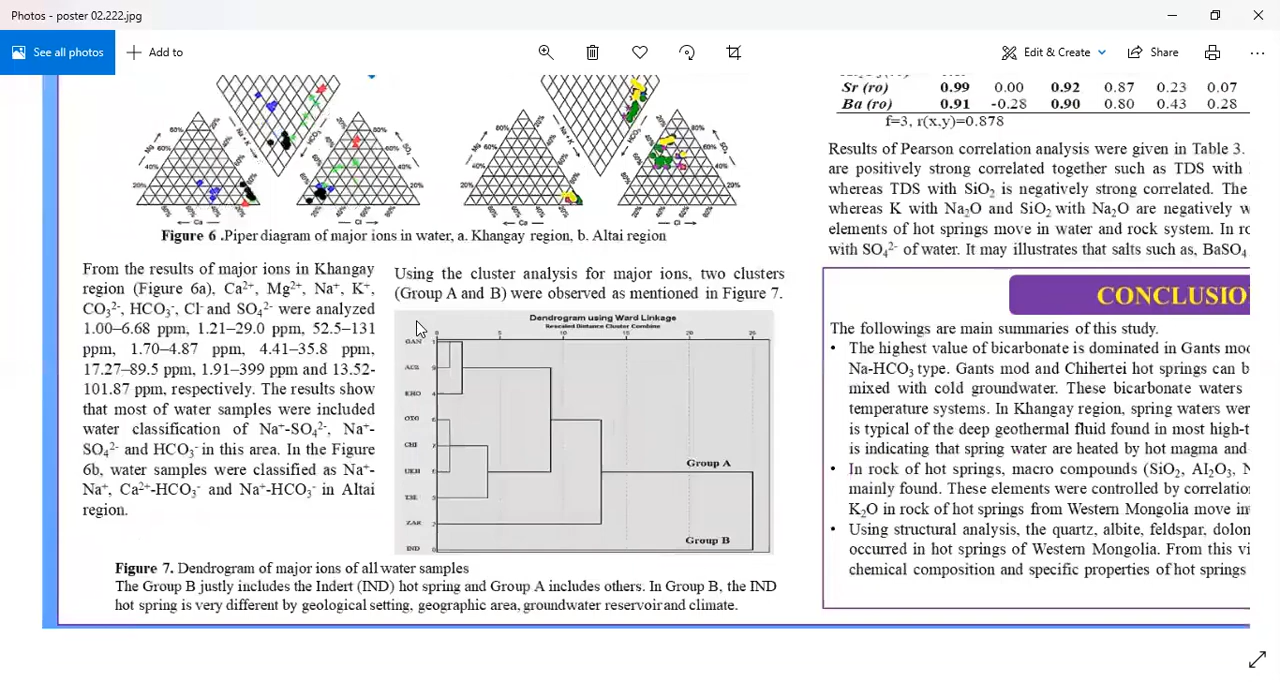 Photos - poster 02.222.jpg
See all photos
Add to
Edit & Create
Share
Sr (ro) 0.99 0.00 0.92 0.87 0.23 0.07
Ba (ro) 0.91 -0.28 0.90 0.80 0.43 0.28
f=3, r(x,y)=0.878
Figure 6 .Piper diagram of major ions in water, a. Khangay region, b. Altai region
From the results of major ions in Khangay
region (Figure 6a), Ca²⁺, Mg²⁺, Na⁺, K⁺,
CO₃²⁻, HCO₃⁻, Cl⁻ and SO₄²⁻ were analyzed
1.00–6.68 ppm, 1.21–29.0 ppm, 52.5–131
ppm, 1.70–4.87 ppm, 4.41–35.8 ppm,
17.27–89.5 ppm, 1.91–399 ppm and 13.52-
101.87 ppm, respectively. The results show
that most of water samples were included
water classification of Na⁺-SO₄²⁻, Na⁺-
SO₄²⁻ and HCO₃⁻ in this area. In the Figure
6b, water samples were classified as Na⁺-
Na⁺, Ca²⁺-HCO₃⁻ and Na⁺-HCO₃⁻ in Altai
region.
Using the cluster analysis for major ions, two clusters
(Group A and B) were observed as mentioned in Figure 7.
Dendrogram using Ward Linkage
Rescaled Distance Cluster Combine
0 5 10 15 20 25
GAN
KHO
OTG
CHI
ZAR
IND
Group A
Group B
Figure 7. Dendrogram of major ions of all water samples
The Group B justly includes the Indert (IND) hot spring and Group A includes others. In Group B, the IND
hot spring is very different by geological setting, geographic area, groundwater reservoir and climate.
Results of Pearson correlation analysis were given in Table 3.
are positively strong correlated together such as TDS with
whereas TDS with SiO₂ is negatively strong correlated. The
whereas K with Na₂O and SiO₂ with Na₂O are negatively w
elements of hot springs move in water and rock system. In ro
with SO₄²⁻ of water. It may illustrates that salts such as, BaSO₄
CONCLUSIO
The followings are main summaries of this study.
• The highest value of bicarbonate is dominated in Gants mod
Na-HCO₃ type. Gants mod and Chihertei hot springs can b
mixed with cold groundwater. These bicarbonate waters
temperature systems. In Khangay region, spring waters wer
is typical of the deep geothermal fluid found in most high-t
is indicating that spring water are heated by hot magma and
• In rock of hot springs, macro compounds (SiO₂, Al₂O₃, N
mainly found. These elements were controlled by correlatio
K₂O in rock of hot springs from Western Mongolia move in
• Using structural analysis, the quartz, albite, feldspar, dolon
occurred in hot springs of Western Mongolia. From this vi
chemical composition and specific properties of hot springs